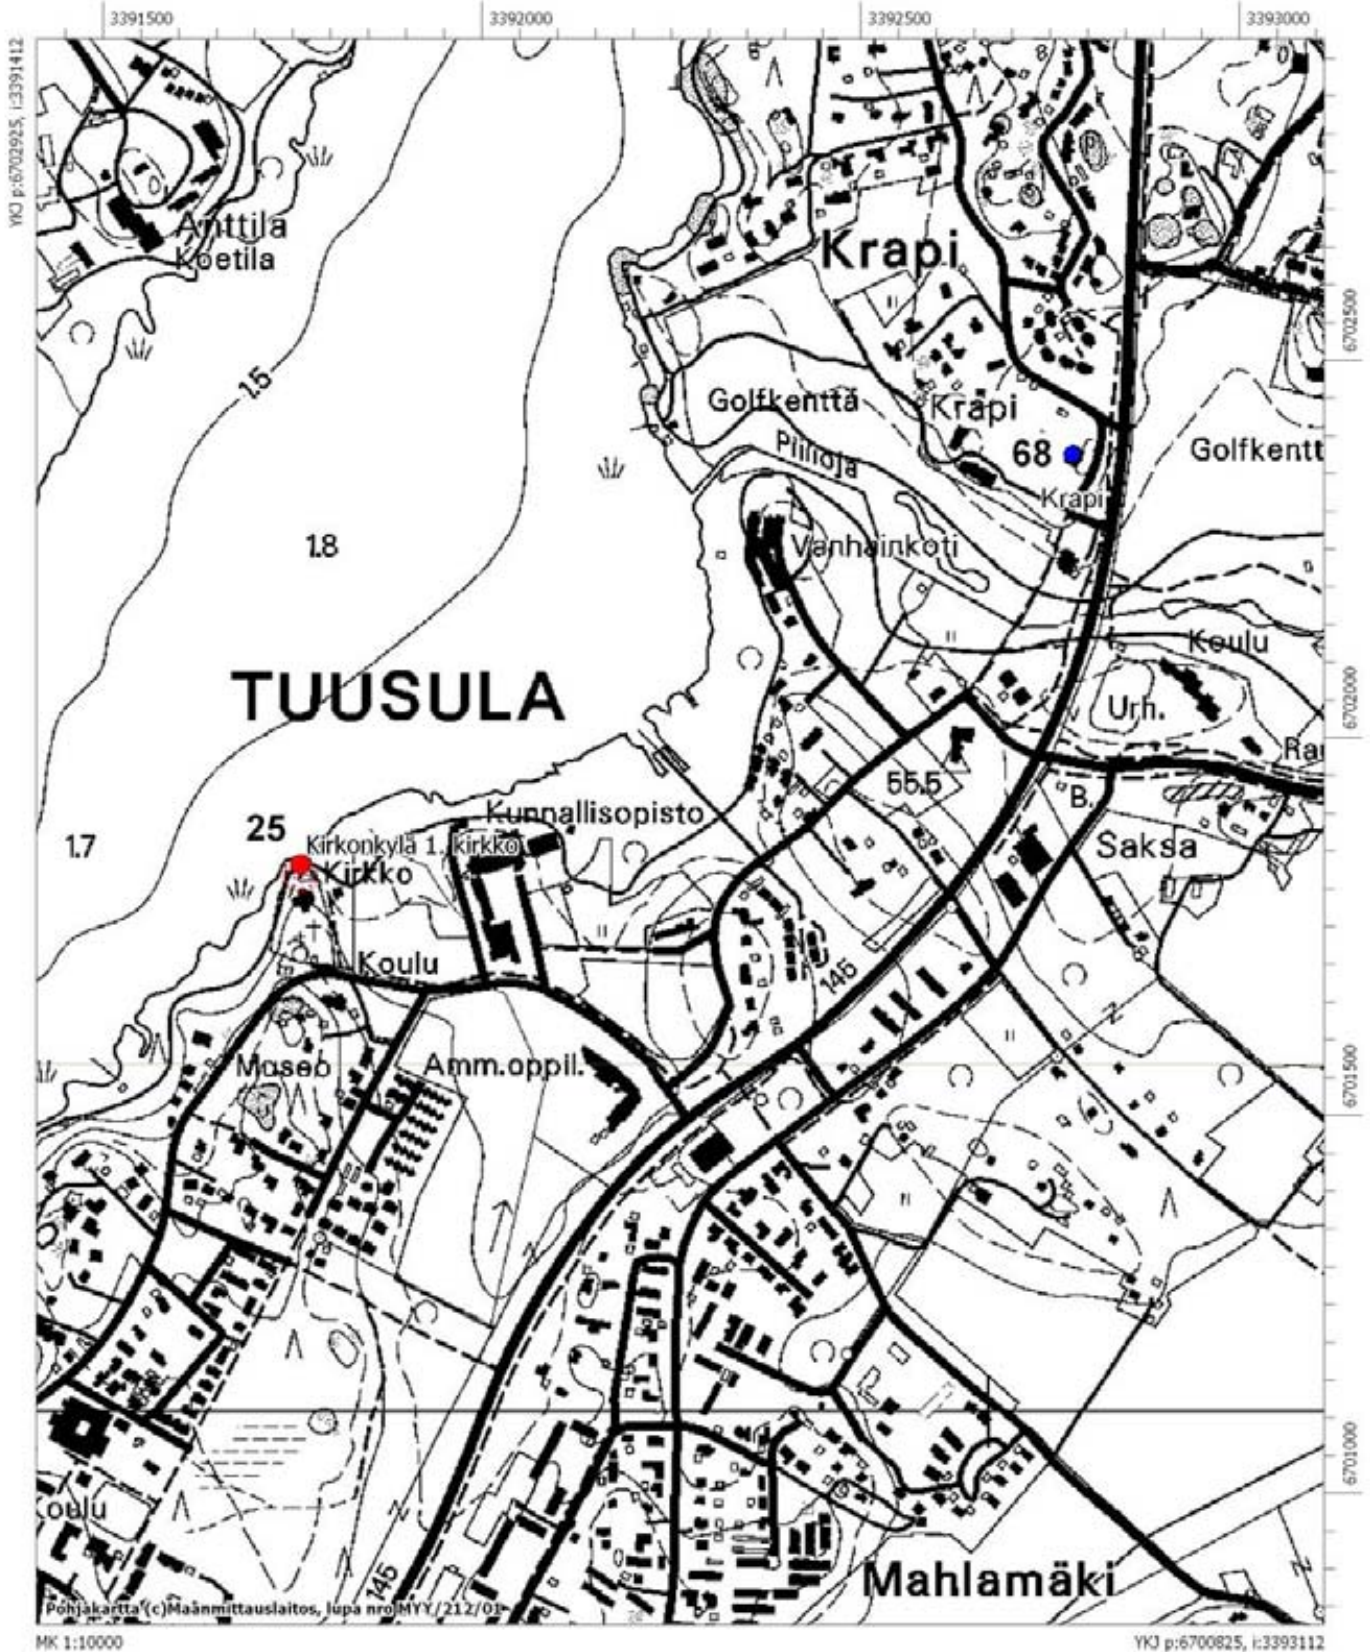 3391500
3392000
3392500
3393000
YKJ p:6702925, i:3391412
Anttila
Koetila
Krapi
6702500
15
Golfkenttä
Krapi
68
Golfkentt
Piilioja
Krapi
1.8
Vanhainkoti
Koulu
TUUSULA
Urh.
6702000
Ra
55.5
B.
Kunnallisopisto
25
1.7
Kirkonkylä 1. kirkko
Kirkko
Saksa
Koulu
145
Museo
Amm.oppil.
6701500
6701000
Koulu
145
Mahlamäki
Pohjakartta (c)Maanmittauslaitos, lupa nro MYY/212/01
MK 1:10000
YKJ p:6700825, i:3393112